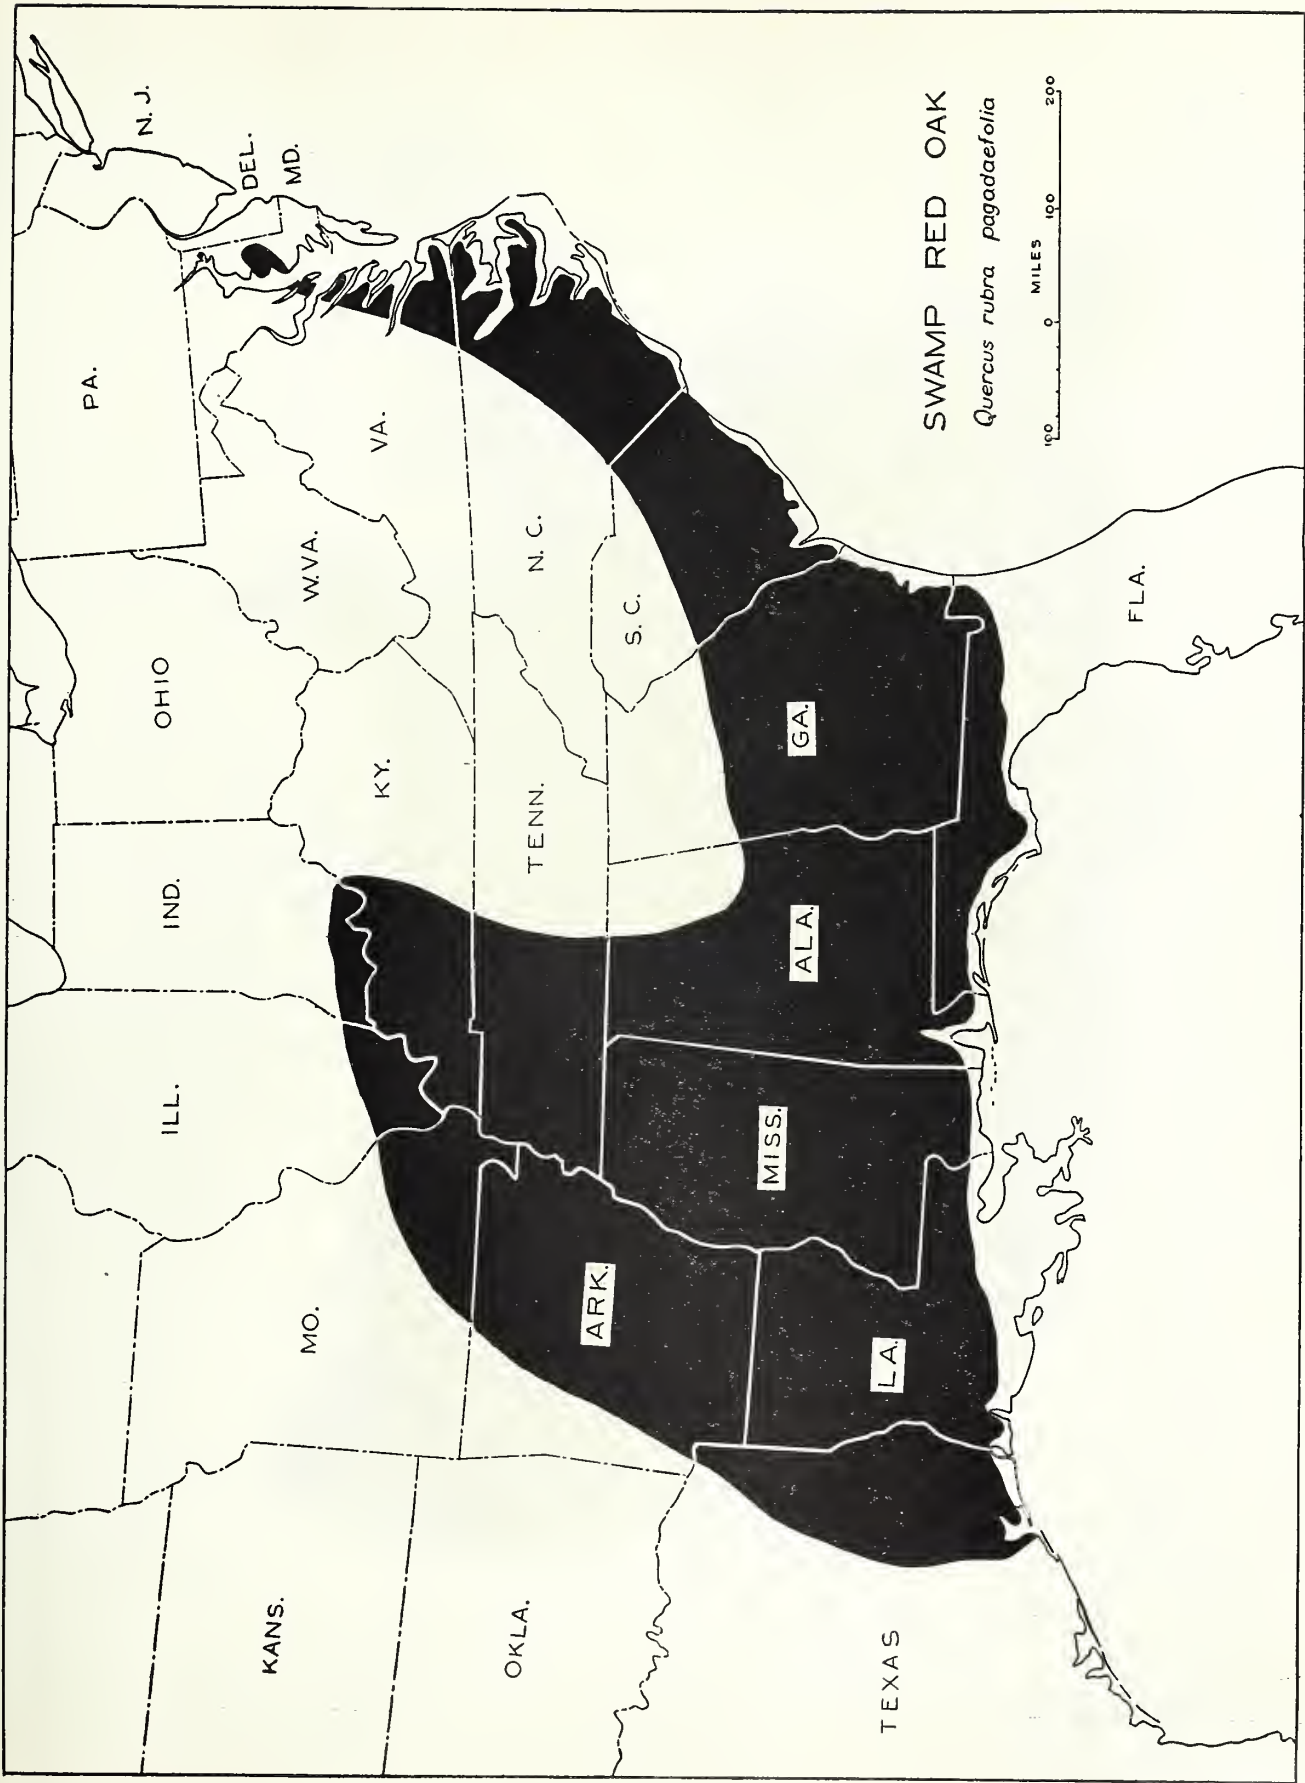 N. J.
PA.
DEL.
MD.
OHIO
W.VA.
VA.
IND.
ILL.
KY.
MO.
KANS.
TENN.
N. C.
S. C.
OKLA.
ARK.
MISS.
ALA.
GA.
LA.
TEXAS
FLA.
SWAMP RED OAK
Quercus rubra pagadaefolia
MILES
100 0 100 200